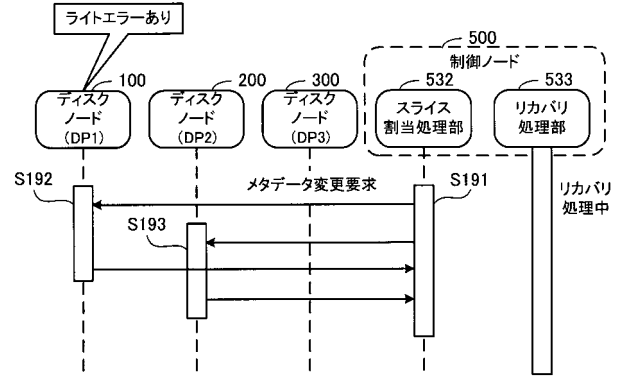 ライトエラーあり
500
制御ノード
100
200
300
532
533
ディスク
ノード
(DP1)
ディスク
ノード
(DP2)
ディスク
ノード
(DP3)
スライス
割当処理部
リカバリ
処理部
S192
メタデータ変更要求
S191
リカバリ
処理中
S193